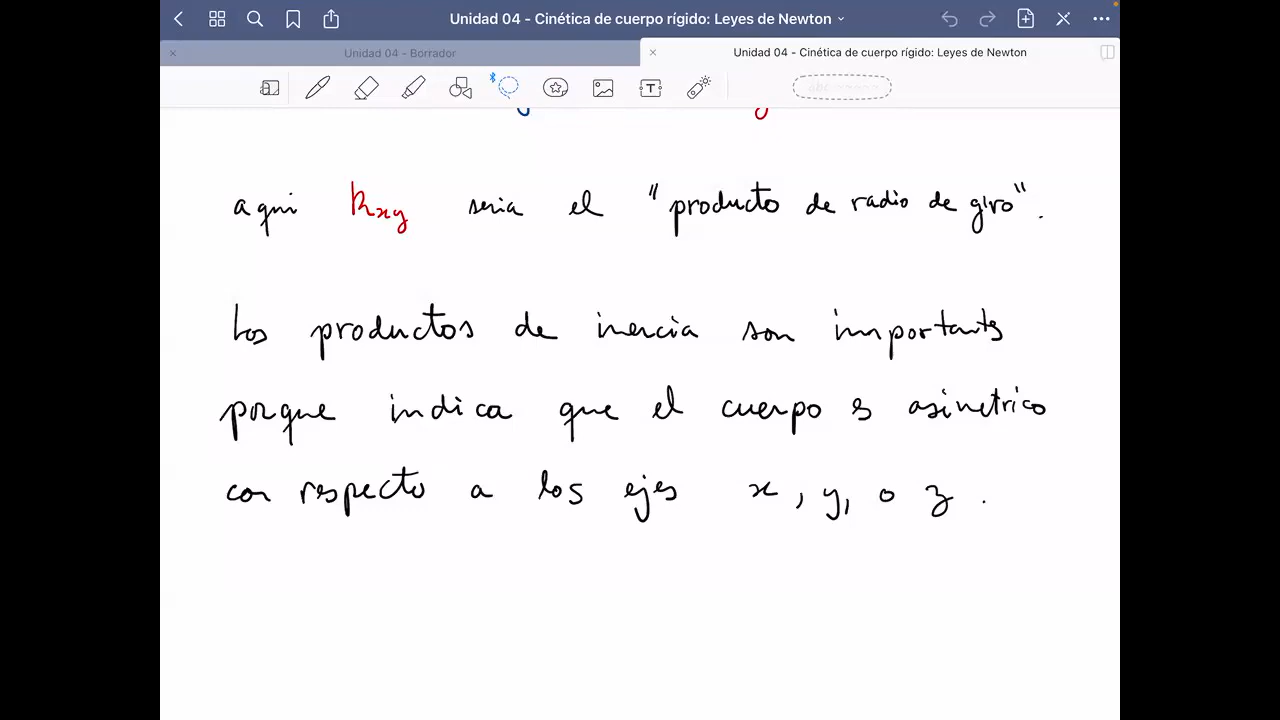 Unidad 04 - Cinética de cuerpo rígido: Leyes de Newton
Unidad 04 - Borrador
Unidad 04 - Cinética de cuerpo rígido: Leyes de Newton
aqui kxy seria el "producto de radio de giro".
Los productos de inercia son importantes
porque indica que el cuerpo es asimetrico
con respecto a los ejes x, y, o z.